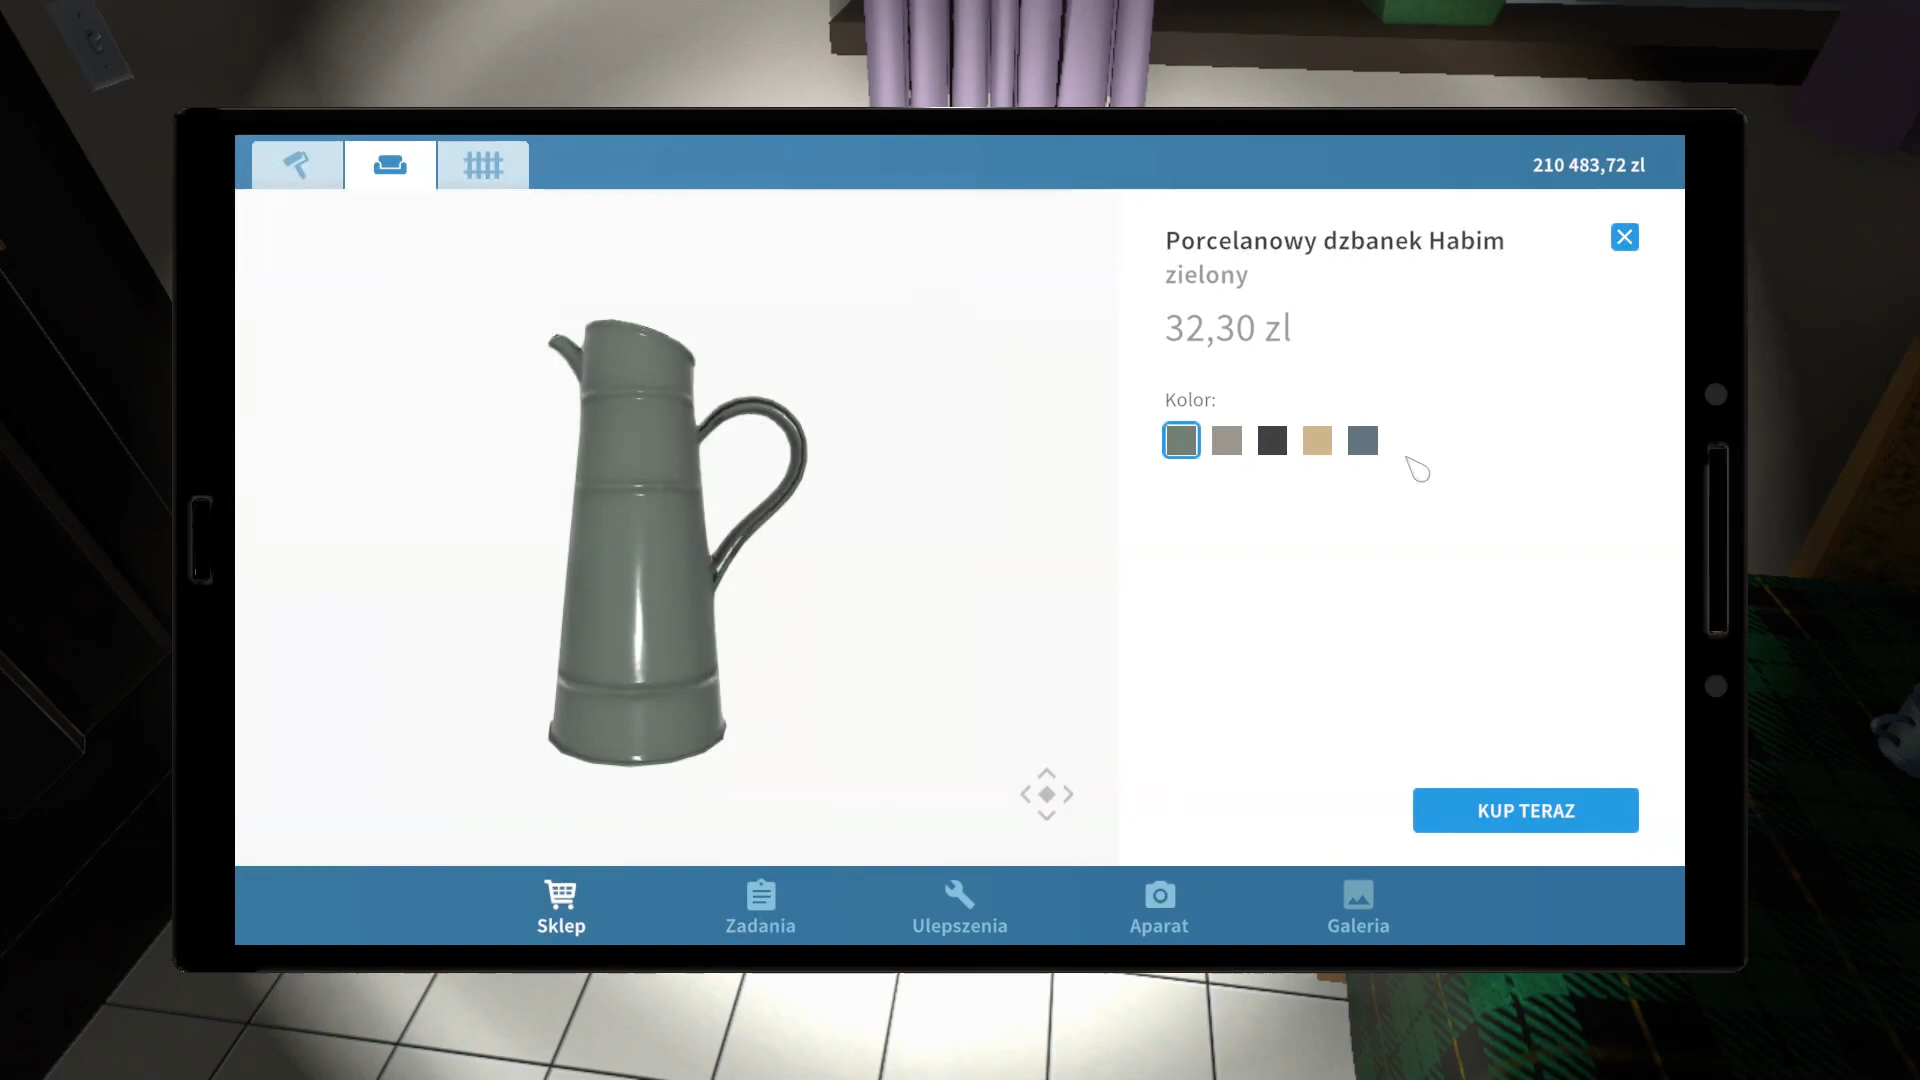 210 483,72 zl
Porcelanowy dzbanek Habim
zielony
32,30 zl
Kolor:
KUP TERAZ
Sklep
Zadania
Ulepszenia
Aparat
Galeria